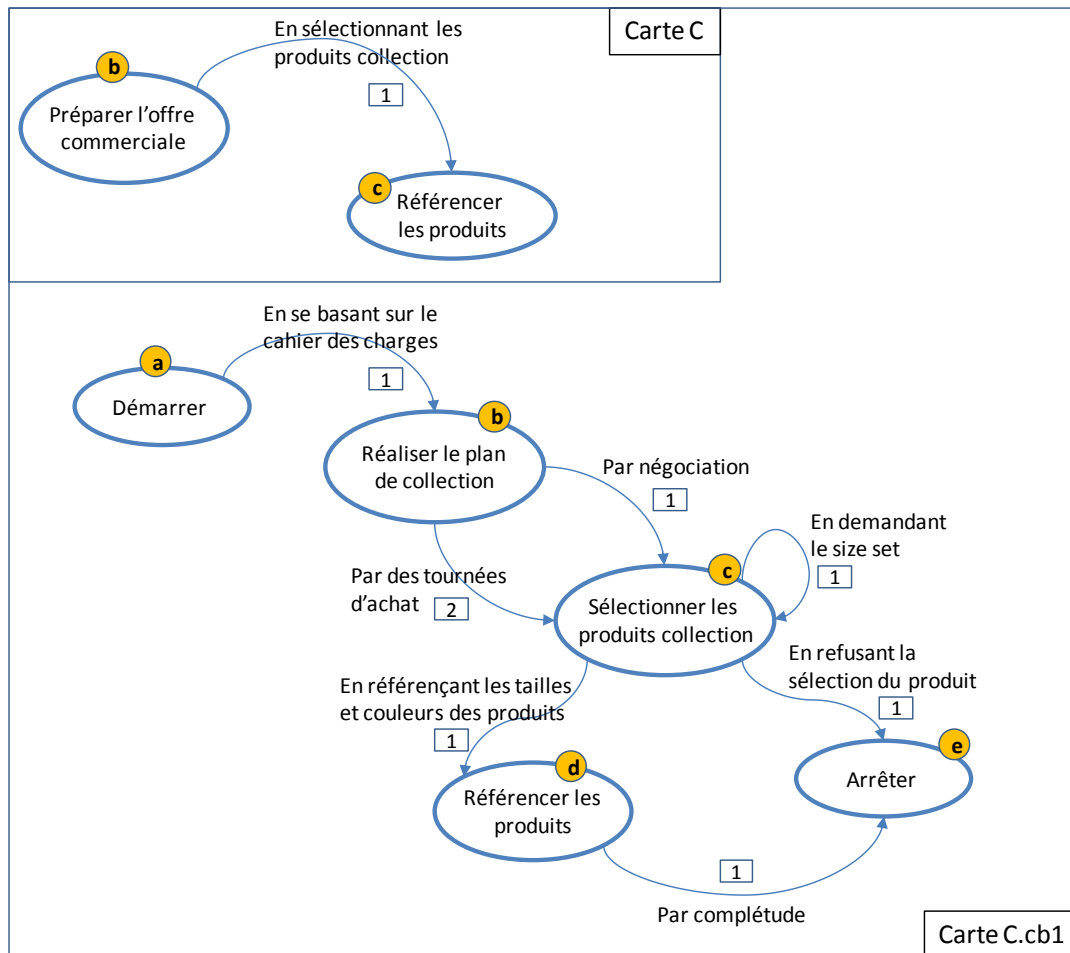 Carte C
En sélectionnant les
produits collection
1
b
Préparer l'offre
commerciale
c
Référencer
les produits
En se basant sur le
cahier des charges
1
a
Démarrer
b
Réaliser le plan
de collection
Par négociation
1
En demandant
le size set
1
Par des tournées
d'achat
2
c
Sélectionner les
produits collection
En refusant la
sélection du produit
1
En référençant les tailles
et couleurs des produits
1
d
Référencer les
produits
e
Arrêter
1
Par complétude
Carte C.cb1